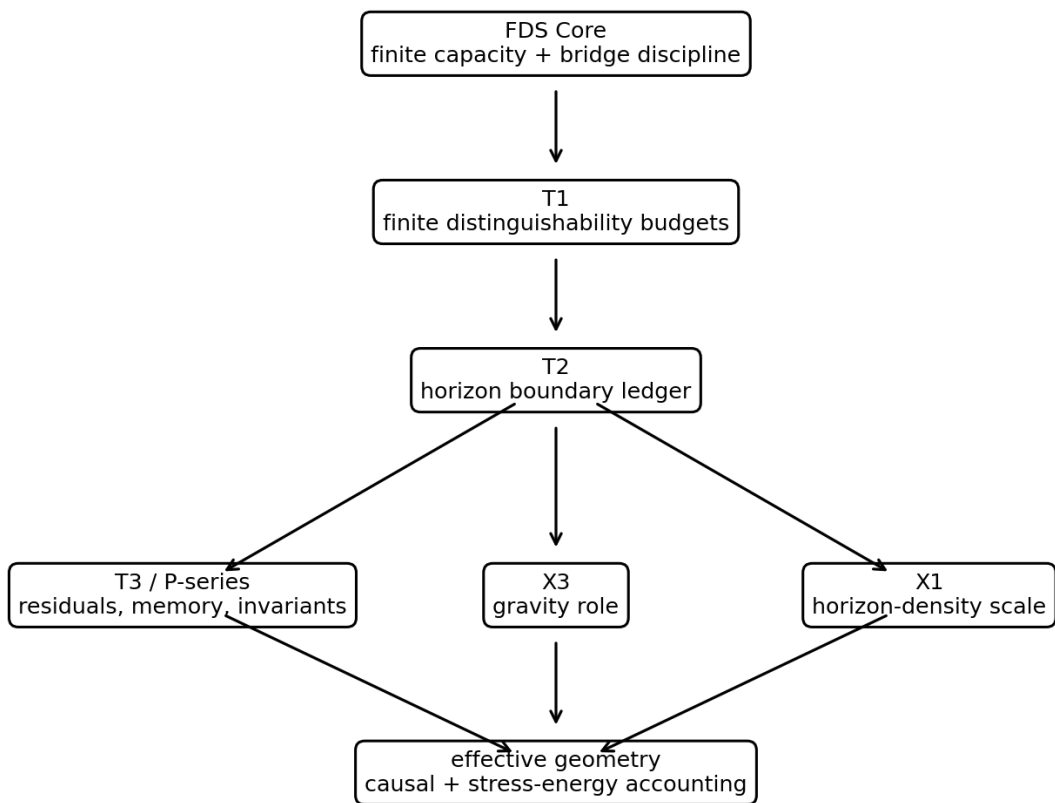 FDS Core
finite capacity + bridge discipline
T1
finite distinguishability budgets
T2
horizon boundary ledger
T3 / P-series
residuals, memory, invariants
X3
gravity role
X1
horizon-density scale
effective geometry
causal + stress-energy accounting